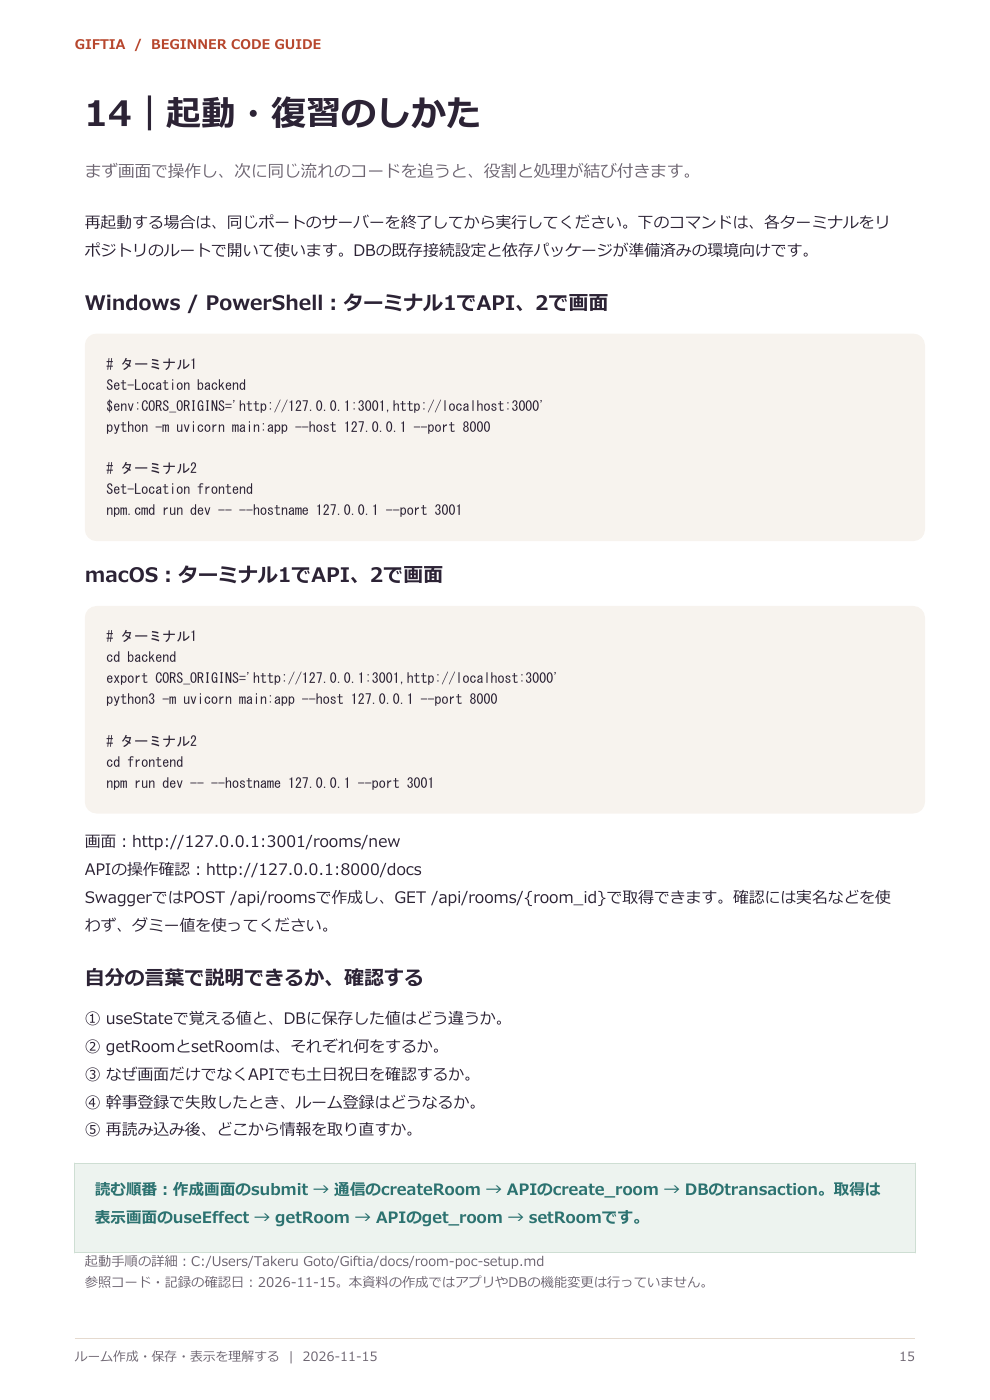 GIFTIA / BEGINNER CODE GUIDE
14｜起動・復習のしかた
まず画面で操作し、次に同じ流れのコードを追うと、役割と処理が結び付きます。
再起動する場合は、同じポートのサーバーを終了してから実行してください。下のコマンドは、各ターミナルをリ
ポジトリのルートで開いて使います。DBの既存接続設定と依存パッケージが準備済みの環境向けです。
Windows / PowerShell：ターミナル1でAPI、2で画面
# ターミナル1
Set-Location backend
$env:CORS_ORIGINS='http://127.0.0.1:3001,http://localhost:3000'
python -m uvicorn main:app --host 127.0.0.1 --port 8000
# ターミナル2
Set-Location frontend
npm.cmd run dev -- --hostname 127.0.0.1 --port 3001
macOS：ターミナル1でAPI、2で画面
# ターミナル1
cd backend
export CORS_ORIGINS='http://127.0.0.1:3001,http://localhost:3000'
python3 -m uvicorn main:app --host 127.0.0.1 --port 8000
# ターミナル2
cd frontend
npm run dev -- --hostname 127.0.0.1 --port 3001
画面：http://127.0.0.1:3001/rooms/new
APIの操作確認：http://127.0.0.1:8000/docs
SwaggerではPOST /api/roomsで作成し、GET /api/rooms/{room_id}で取得できます。確認には実名などを使
わず、ダミー値を使ってください。
自分の言葉で説明できるか、確認する
① useStateで覚える値と、DBに保存した値はどう違うか。
② getRoomとsetRoomは、それぞれ何をするか。
③ なぜ画面だけでなくAPIでも土日祝日を確認するか。
④ 幹事登録で失敗したとき、ルーム登録はどうなるか。
⑤ 再読み込み後、どこから情報を取り直すか。
読む順番：作成画面のsubmit → 通信のcreateRoom → APIのcreate_room → DBのtransaction。取得は
表示画面のuseEffect → getRoom → APIのget_room → setRoomです。
起動手順の詳細：C:/Users/Takeru Goto/Giftia/docs/room-poc-setup.md
参照コード・記録の確認日：2026-11-15。本資料の作成ではアプリやDBの機能変更は行っていません。
ルーム作成・保存・表示を理解する | 2026-11-15
15